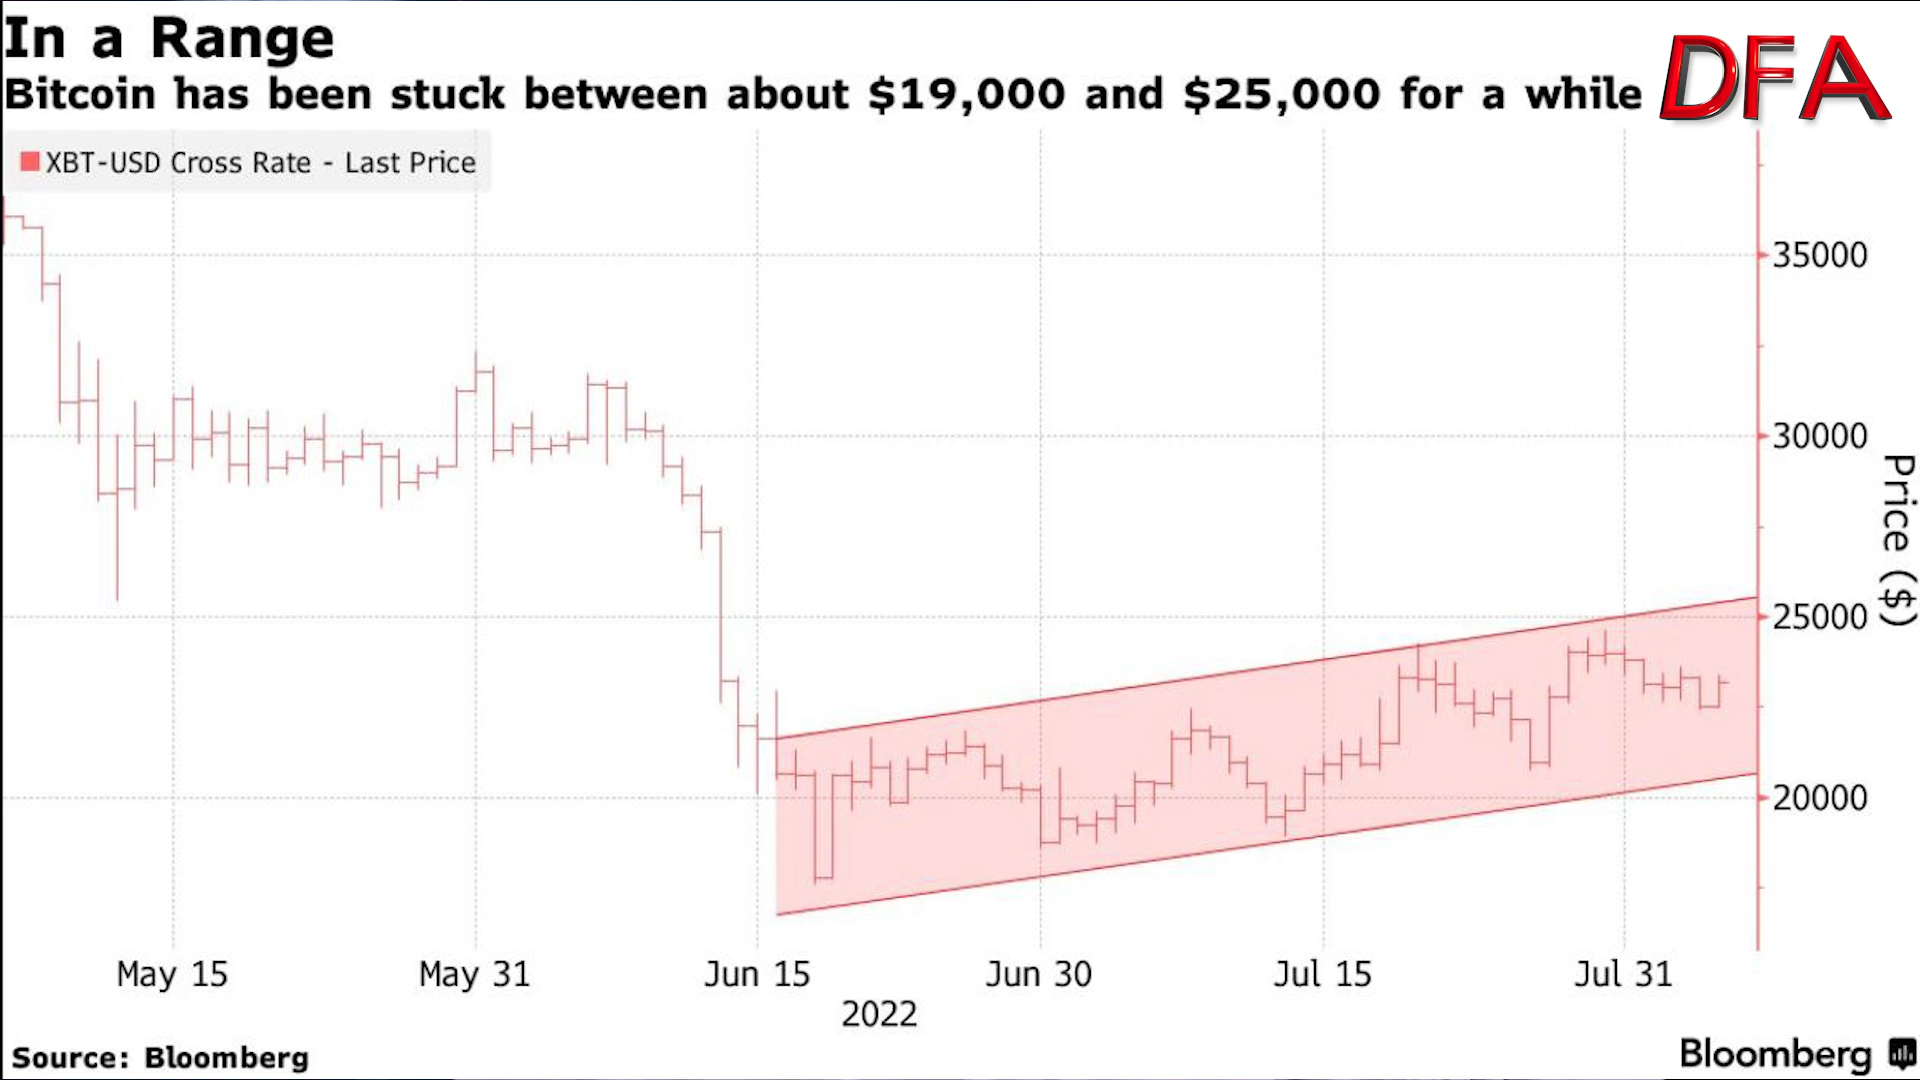 In a Range
Bitcoin has been stuck between about $19,000 and $25,000 for a while
DFA
XBT-USD Cross Rate - Last Price
35000
30000
25000
20000
Price ($)
May 15
May 31
Jun 15
Jun 30
Jul 15
Jul 31
2022
Source: Bloomberg
Bloomberg